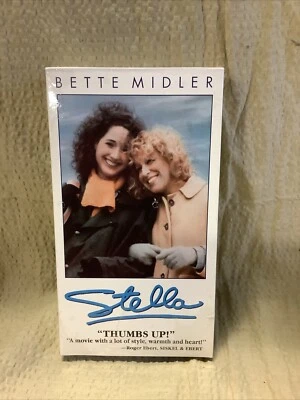 BETTE MIDLER
Stella
"THUMBS UP!"
"A movie with a lot of style, warmth and heart!"
—Roger Ebert, SISKEL & EBERT